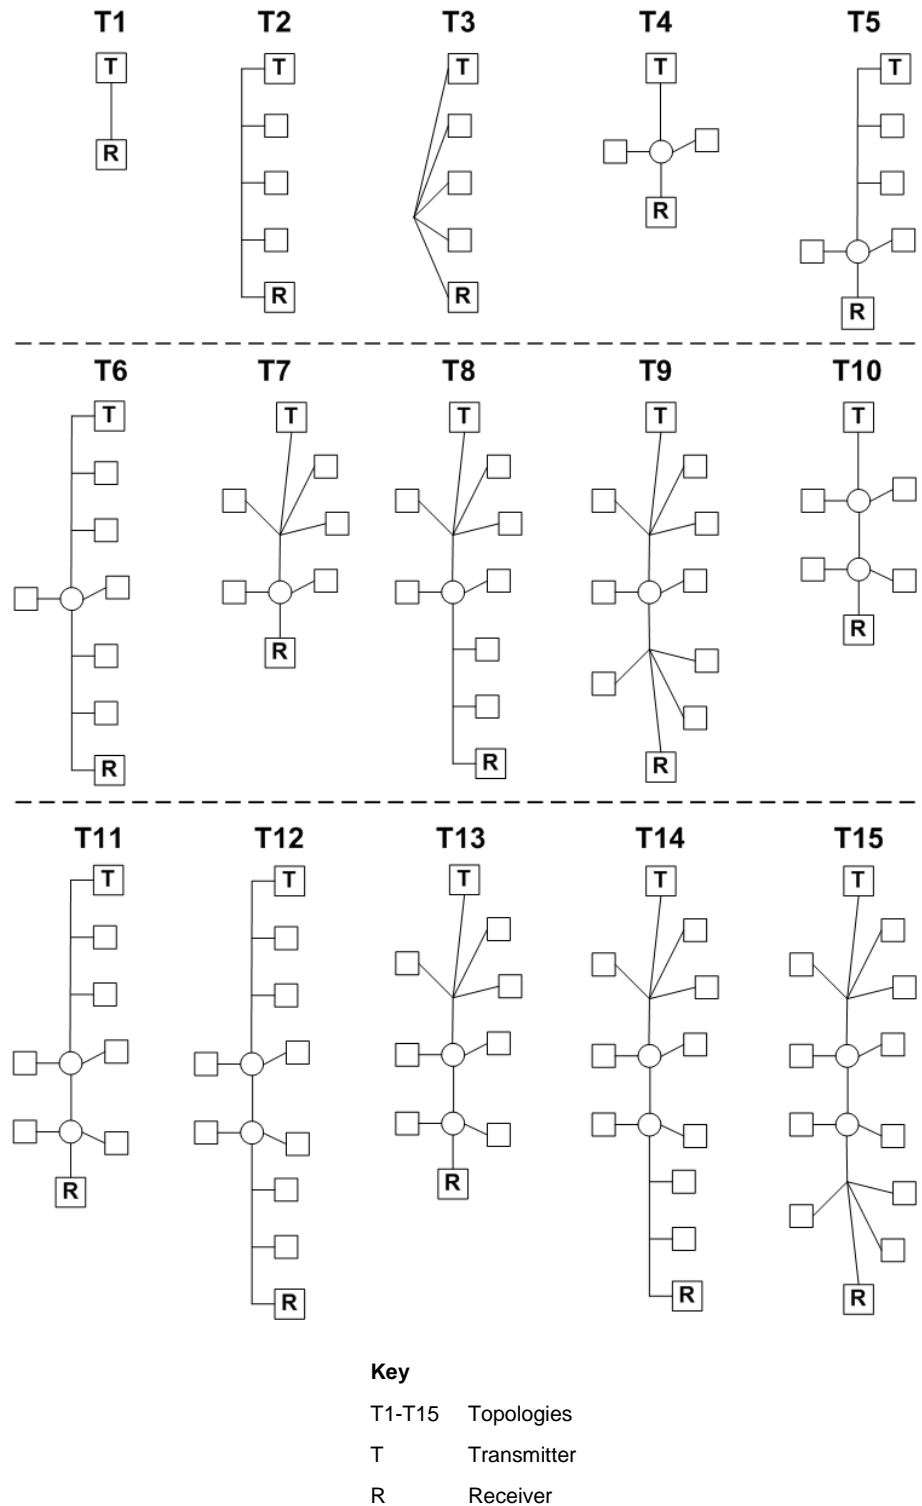 T1 T2 T3 T4 T5
T T T T T
R
R
R R R
T6 T7 T8 T9 T10
T T T T T
R
R
R R R
T11 T12 T13 T14 T15
T T T T T
R R
R R R
Key
T1-T15 Topologies
T Transmitter
R Receiver